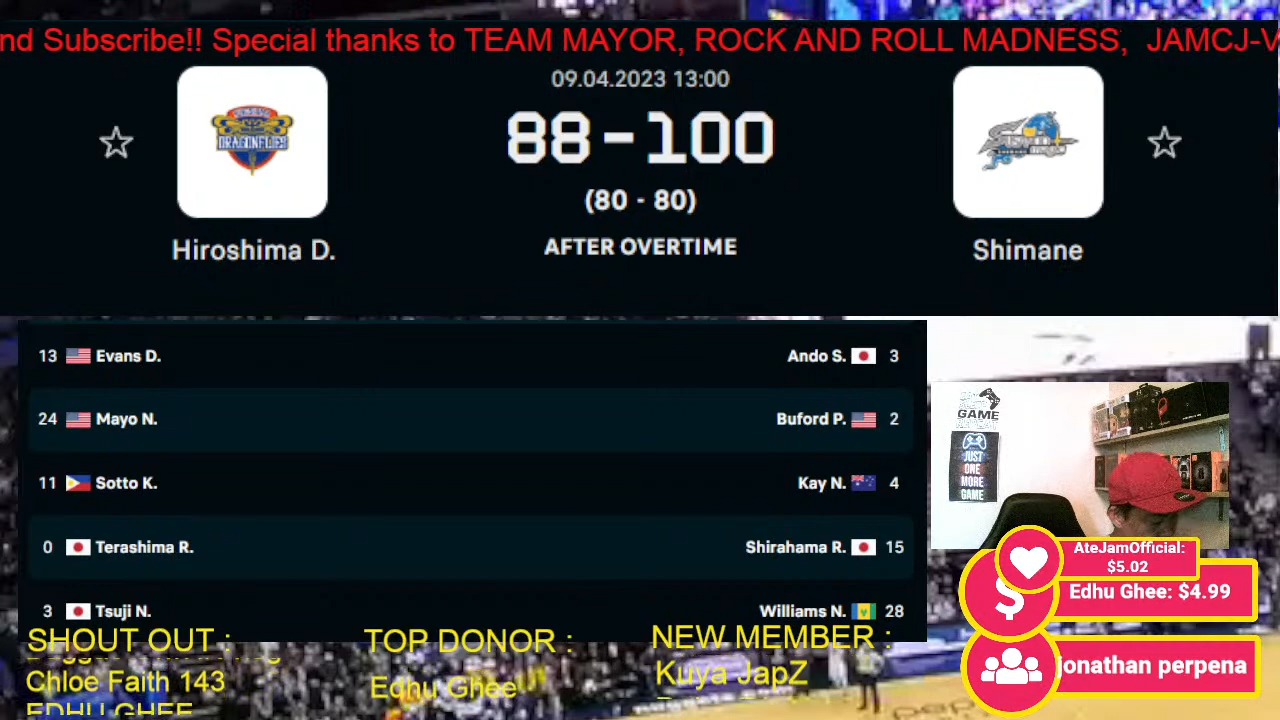 nd Subscribe!! Special thanks to TEAM MAYOR, ROCK AND ROLL MADNESS, JAMCJ-V
09.04.2023 13:00
88-100
(80 - 80)
AFTER OVERTIME
DRAGONFLIES
Hiroshima D.
Shimane
13 Evans D.
Ando S. 3
24 Mayo N.
Buford P. 2
11 Sotto K.
Kay N. 4
0 Terashima R.
Shirahama R. 15
3 Tsuji N.
Williams N. 28
GAME
JUST
ONE
MORE
GAME
AteJamOfficial:
$5.02
$
Edhu Ghee: $4.99
jonathan perpena
SHOUT OUT :
Chloe Faith 143
EDHU GHEE
TOP DONOR :
Edhu Ghee
NEW MEMBER :
Kuya JapZ